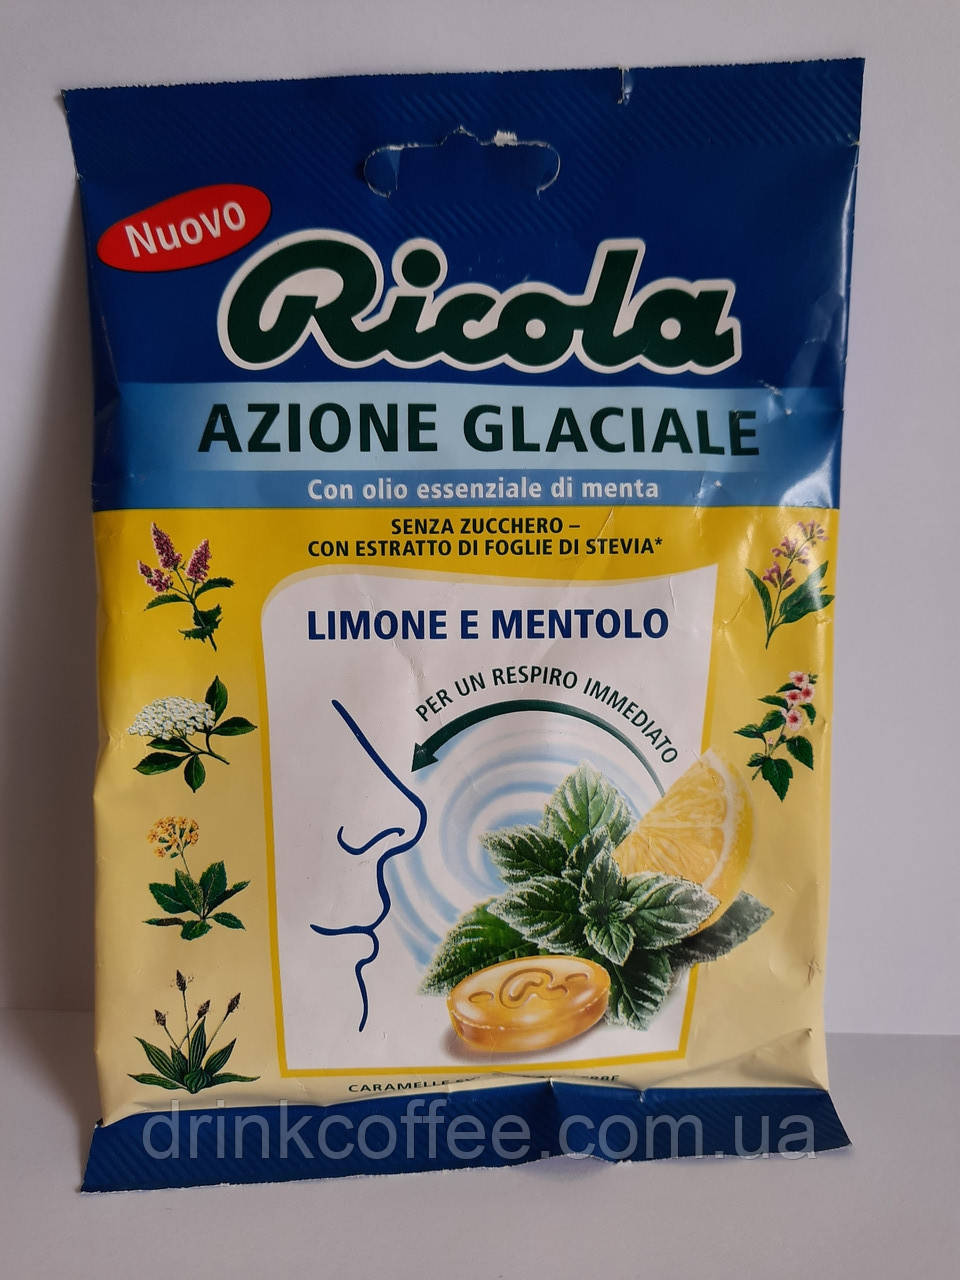 Nuovo
Ricola
AZIONE GLACIALE
Con olio essenziale di menta
SENZA ZUCCHERO –
CON ESTRATTO DI FOGLIE DI STEVIA*
LIMONE E MENTOLO
PER UN RESPIRO IMMEDIATO
CARAMELLE
drinkcoffee.com.ua